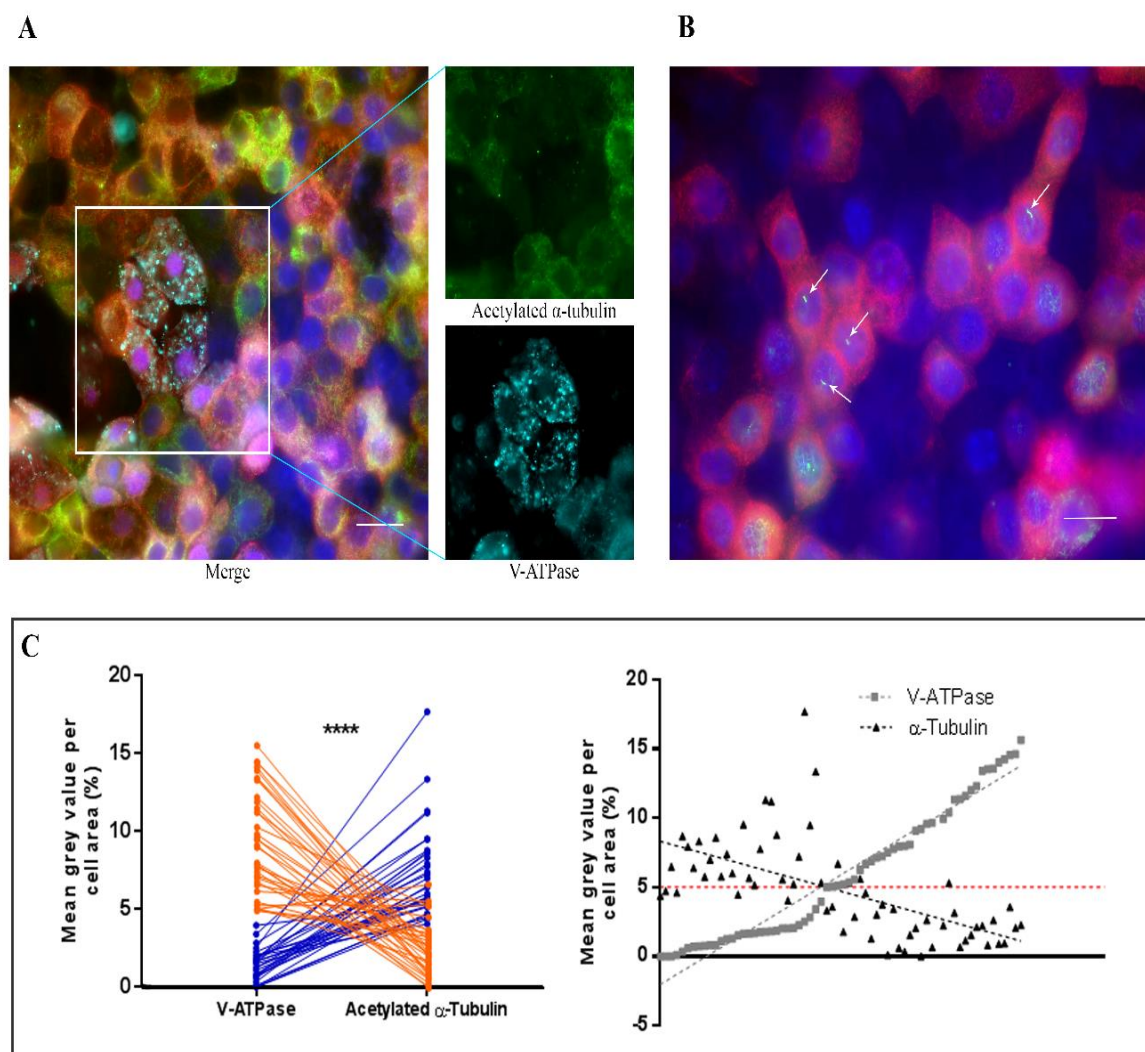 A
B
Acetylated α-tubulin
Merge
V-ATPase
C
Mean grey value per
cell area (%)
20
15
10
5
0
****
V-ATPase
Acetylated α-Tubulin
Mean grey value per
cell area (%)
20
15
10
5
0
-5
V-ATPase
α-Tubulin